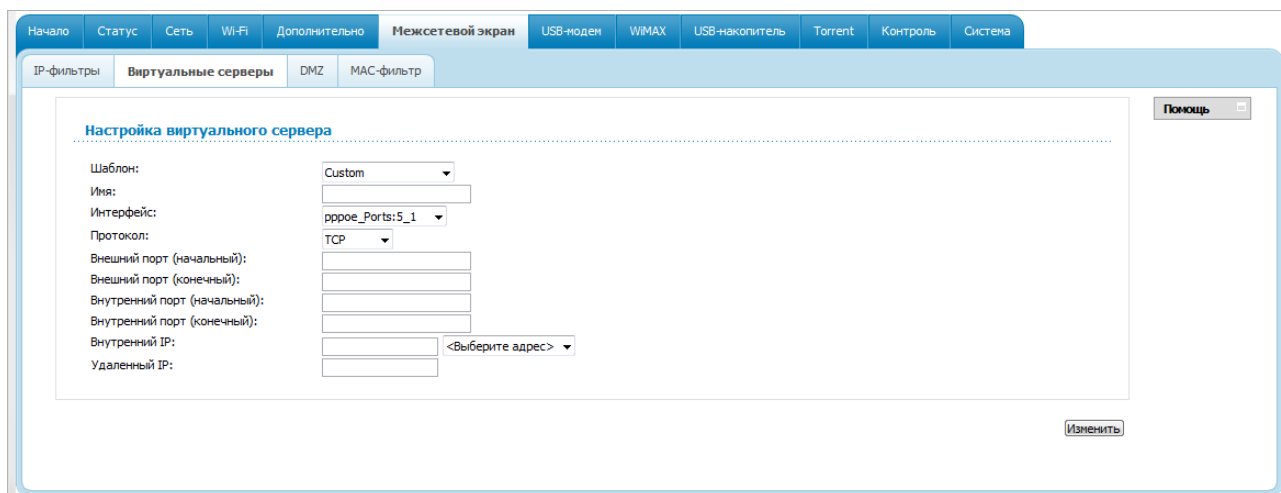 Начало Статус Сеть Wi-Fi Дополнительно Межсетевой экран USB-модем WiMAX USB-накопитель Torrent Контроль Система
IP-фильтры Виртуальные серверы DMZ MAC-фильтр
Помощь
Настройка виртуального сервера
Шаблон: Custom
Имя:
Интерфейс: pppoe_Ports:5_1
Протокол: TCP
Внешний порт (начальный):
Внешний порт (конечный):
Внутренний порт (начальный):
Внутренний порт (конечный):
Внутренний IP: <Выберите адрес>
Удаленный IP:
Изменить